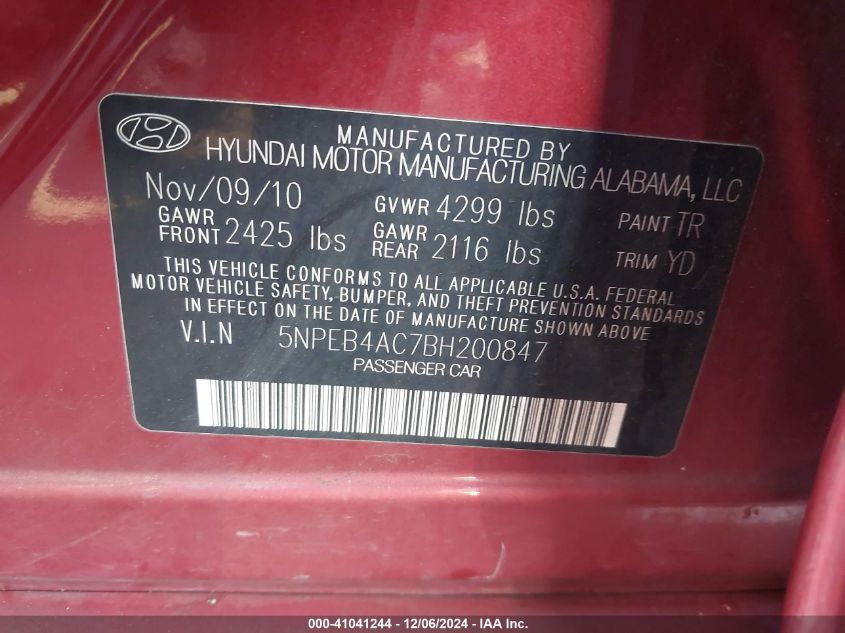 MANUFACTURED BY
HYUNDAI MOTOR MANUFACTURING ALABAMA, LLC
Nov/09/10 GVWR 4299 lbs PAINT TR
GAWR FRONT 2425 lbs GAWR REAR 2116 lbs TRIM YD
THIS VEHICLE CONFORMS TO ALL APPLICABLE U.S.A. FEDERAL
MOTOR VEHICLE SAFETY, BUMPER, AND THEFT PREVENTION STANDARDS
IN EFFECT ON THE DATE OF MANUFACTURE SHOWN ABOVE.
V.I.N 5NPEB4AC7BH200847
PASSENGER CAR
000-41041244 - 12/06/2024 - IAA Inc.